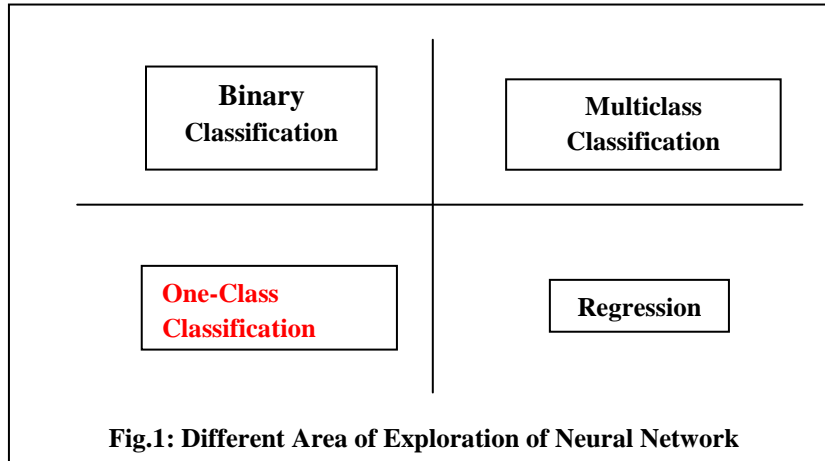 Binary
Classification
Multiclass
Classification
One-Class
Classification
Regression
Fig.1: Different Area of Exploration of Neural Network